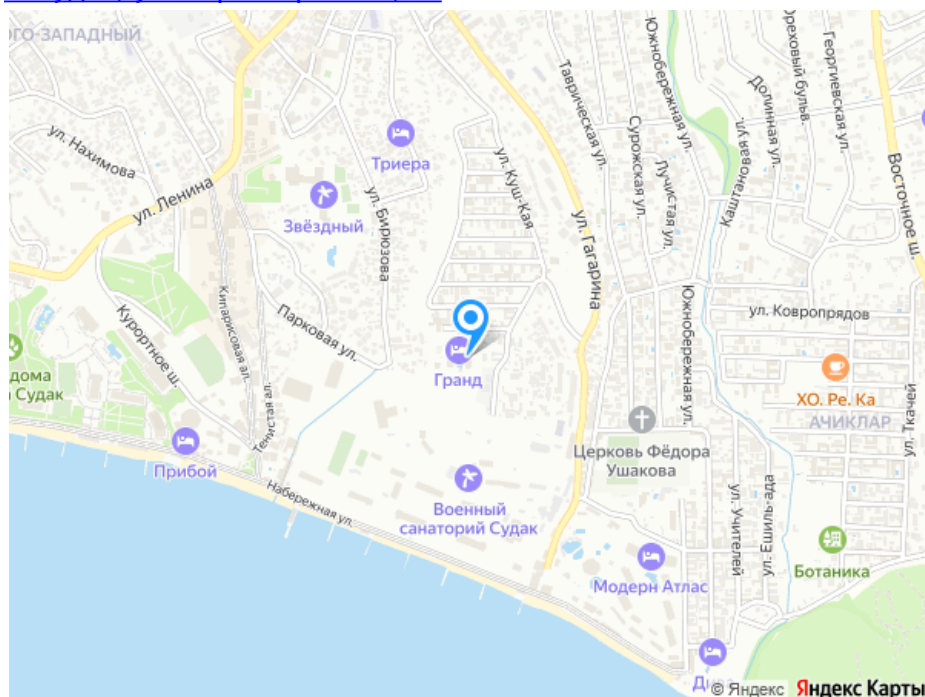 ОГО-ЗАПАДНЫЙ
ул. Нахимова
ул. Ленина
Триера
Звёздный
ул. Бирюзова
ул. Куш-Кая
Таврическая ул.
ул. Гагарина
Сурожская ул.
Лучистая ул.
Южнобережная ул.
Каштановая ул.
Долинная ул.
Ореховый бульв.
Георгиевская ул.
Восточное ш.
Курортное ш.
Кипарисовая ал.
Парковая ул.
Тенистая ал.
дома
а Судак
Прибой
Гранд
Набережная ул.
Военный
санаторий Судак
Южнобережная ул.
ул. Ковропрядов
ХО. Ре. Ка
АЧИКЛАР
ул. Ткачей
Церковь Фёдора
Ушакова
ул. Учителей
ул. Ешиль-ада
Ботаника
Модерн Атлас
© Яндекс Яндекс Карты